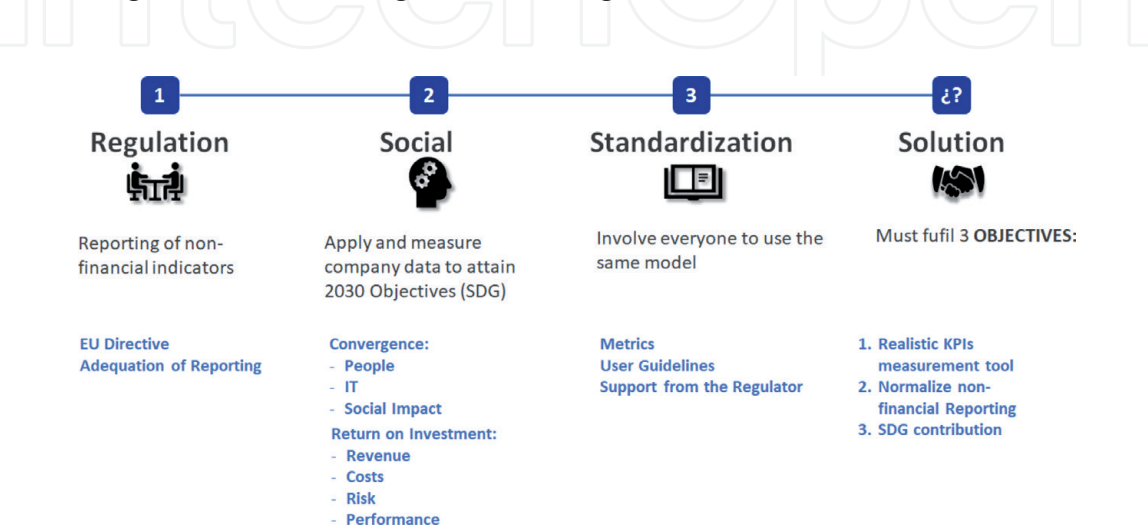 1
Regulation
Reporting of non-
financial indicators
EU Directive
Adequation of Reporting
2
Social
Apply and measure
company data to attain
2030 Objectives (SDG)
Convergence:
- People
- IT
- Social Impact
Return on Investment:
- Revenue
- Costs
- Risk
- Performance
3
Standardization
Involve everyone to use the
same model
Metrics
User Guidelines
Support from the Regulator
¿?
Solution
Must fufil 3 OBJECTIVES:
1. Realistic KPIs
measurement tool
2. Normalize non-
financial Reporting
3. SDG contribution